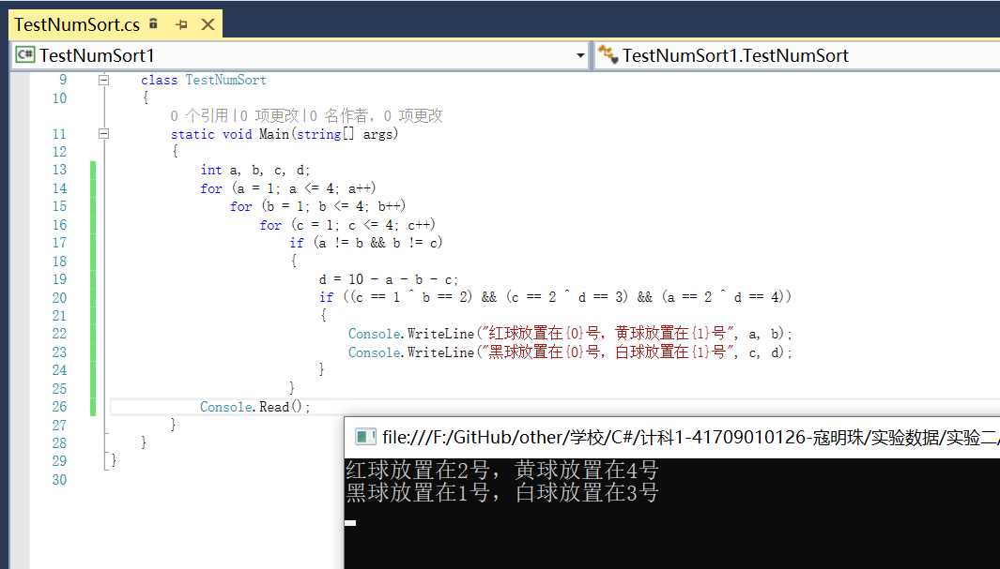 TestNumSort.cs
C# TestNumSort1
TestNumSort1.TestNumSort
9 class TestNumSort
10 {
0 个引用|0 项更改|0 名作者, 0 项更改
11 static void Main(string[] args)
12 {
13 int a, b, c, d;
14 for (a = 1; a <= 4; a++)
15 for (b = 1; b <= 4; b++)
16 for (c = 1; c <= 4; c++)
17 if (a != b && b != c)
18 {
19 d = 10 - a - b - c;
20 if ((c == 1 ^ b == 2) && (c == 2 ^ d == 3) && (a == 2 ^ d == 4))
21 {
22 Console.WriteLine("红球放置在{0}号，黄球放置在{1}号", a, b);
23 Console.WriteLine("黑球放置在{0}号，白球放置在{1}号", c, d);
24 }
25 }
26 Console.Read();
27 }
28 }
29 }
30
file:///F:/GitHub/other/学校/C#/计科1-41709010126-寇明珠/实验数据/实验二/
红球放置在2号，黄球放置在4号
黑球放置在1号，白球放置在3号